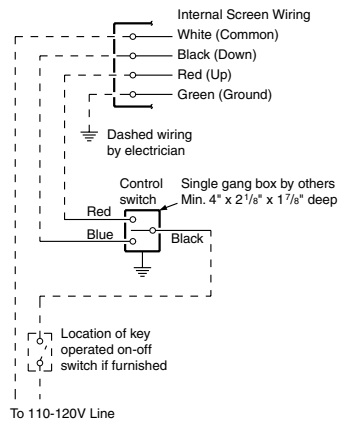 Internal Screen Wiring
White (Common)
Black (Down)
Red (Up)
Green (Ground)
Dashed wiring
by electrician
Control
switch
Single gang box by others
Min. 4" x 2 1/8" x 1 7/8" deep
Red
Blue
Black
Location of key
operated on-off
switch if furnished
To 110-120V Line